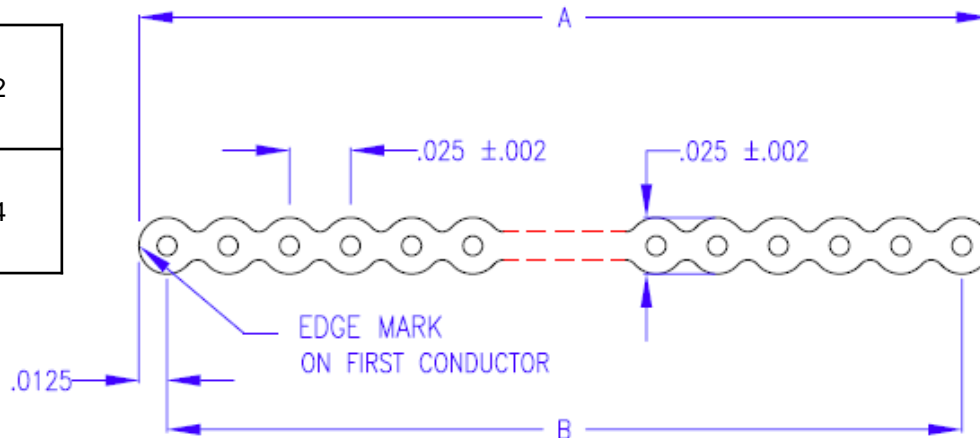 A
2
.025 ±.002
.025 ±.002
4
EDGE MARK
ON FIRST CONDUCTOR
.0125
B